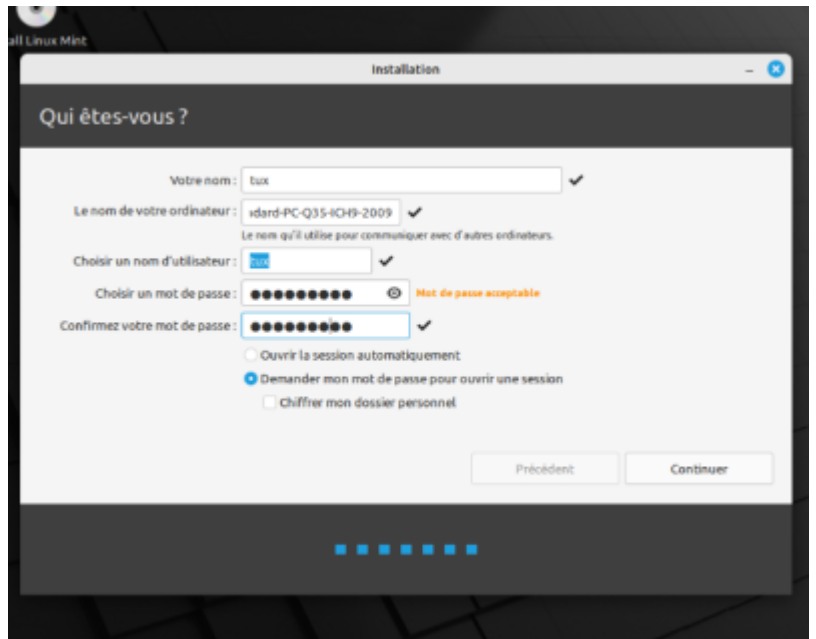 all Linux Mint
Installation
Qui êtes-vous ?
Votre nom : tux
Le nom de votre ordinateur : ıdard-PC-Q35-ICH9-2009
Le nom qu'il utilise pour communiquer avec d'autres ordinateurs.
Choisir un nom d'utilisateur : tux
Choisir un mot de passe : ●●●●●●●●● Mot de passe acceptable
Confirmez votre mot de passe : ●●●●●●●●●
Ouvrir la session automatiquement
Demander mon mot de passe pour ouvrir une session
Chiffrer mon dossier personnel
Précédent Continuer